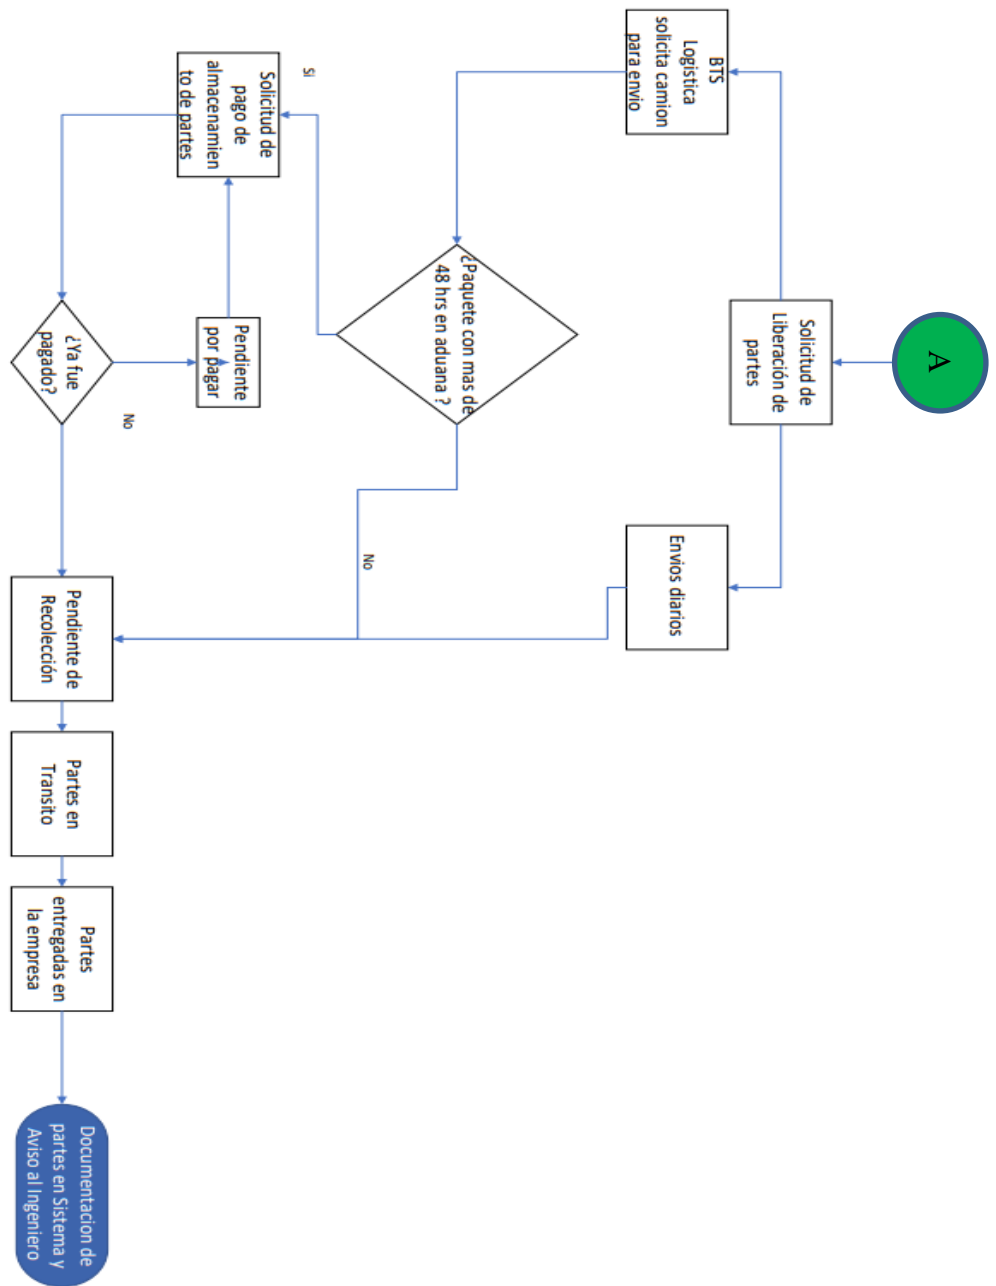 A
Solicitud de
Liberación de
partes
BTS
Logistica
solicita camion
para envio
Envios diarios
¿Paquete con mas de
48 hrs en aduana ?
Si
No
Solicitud de
pago de
almacenamien
to de partes
Pendiente
por pagar
¿Ya fue
pagado?
No
Pendiente de
Recolección
Partes en
Transito
Partes
entregadas en
la empresa
Documentacion de
partes en Sistema y
Aviso al Ingeniero